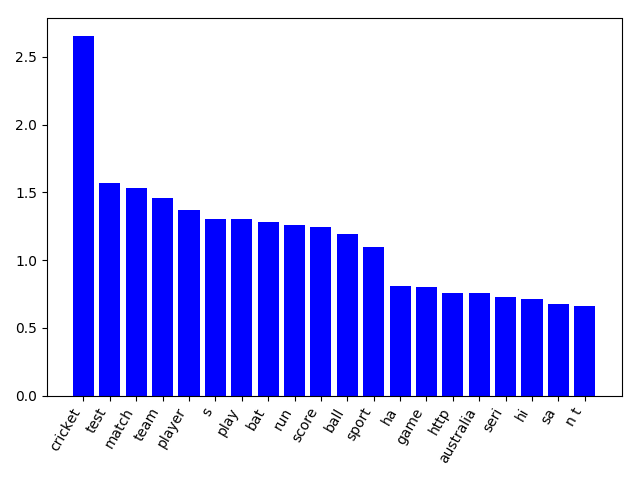 2.5
2.0
1.5
1.0
0.5
0.0
cricket
test
match
team
player
s
play
bat
run
score
ball
sport
ha
game
http
australia
seri
hi
sa
n t